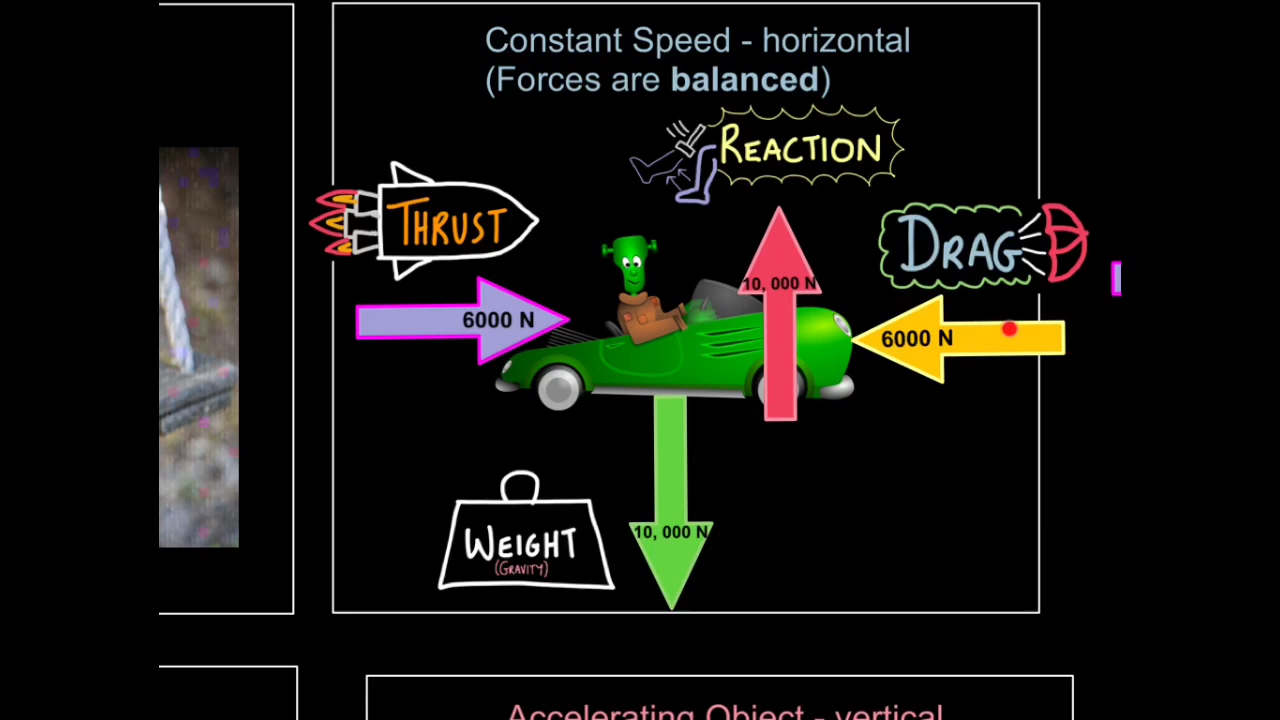 Constant Speed - horizontal
(Forces are balanced)
REACTION
THRUST
DRAG
10, 000 N
6000 N
6000 N
10, 000 N
WEIGHT
(GRAVITY)
Accelerating Object - vertical